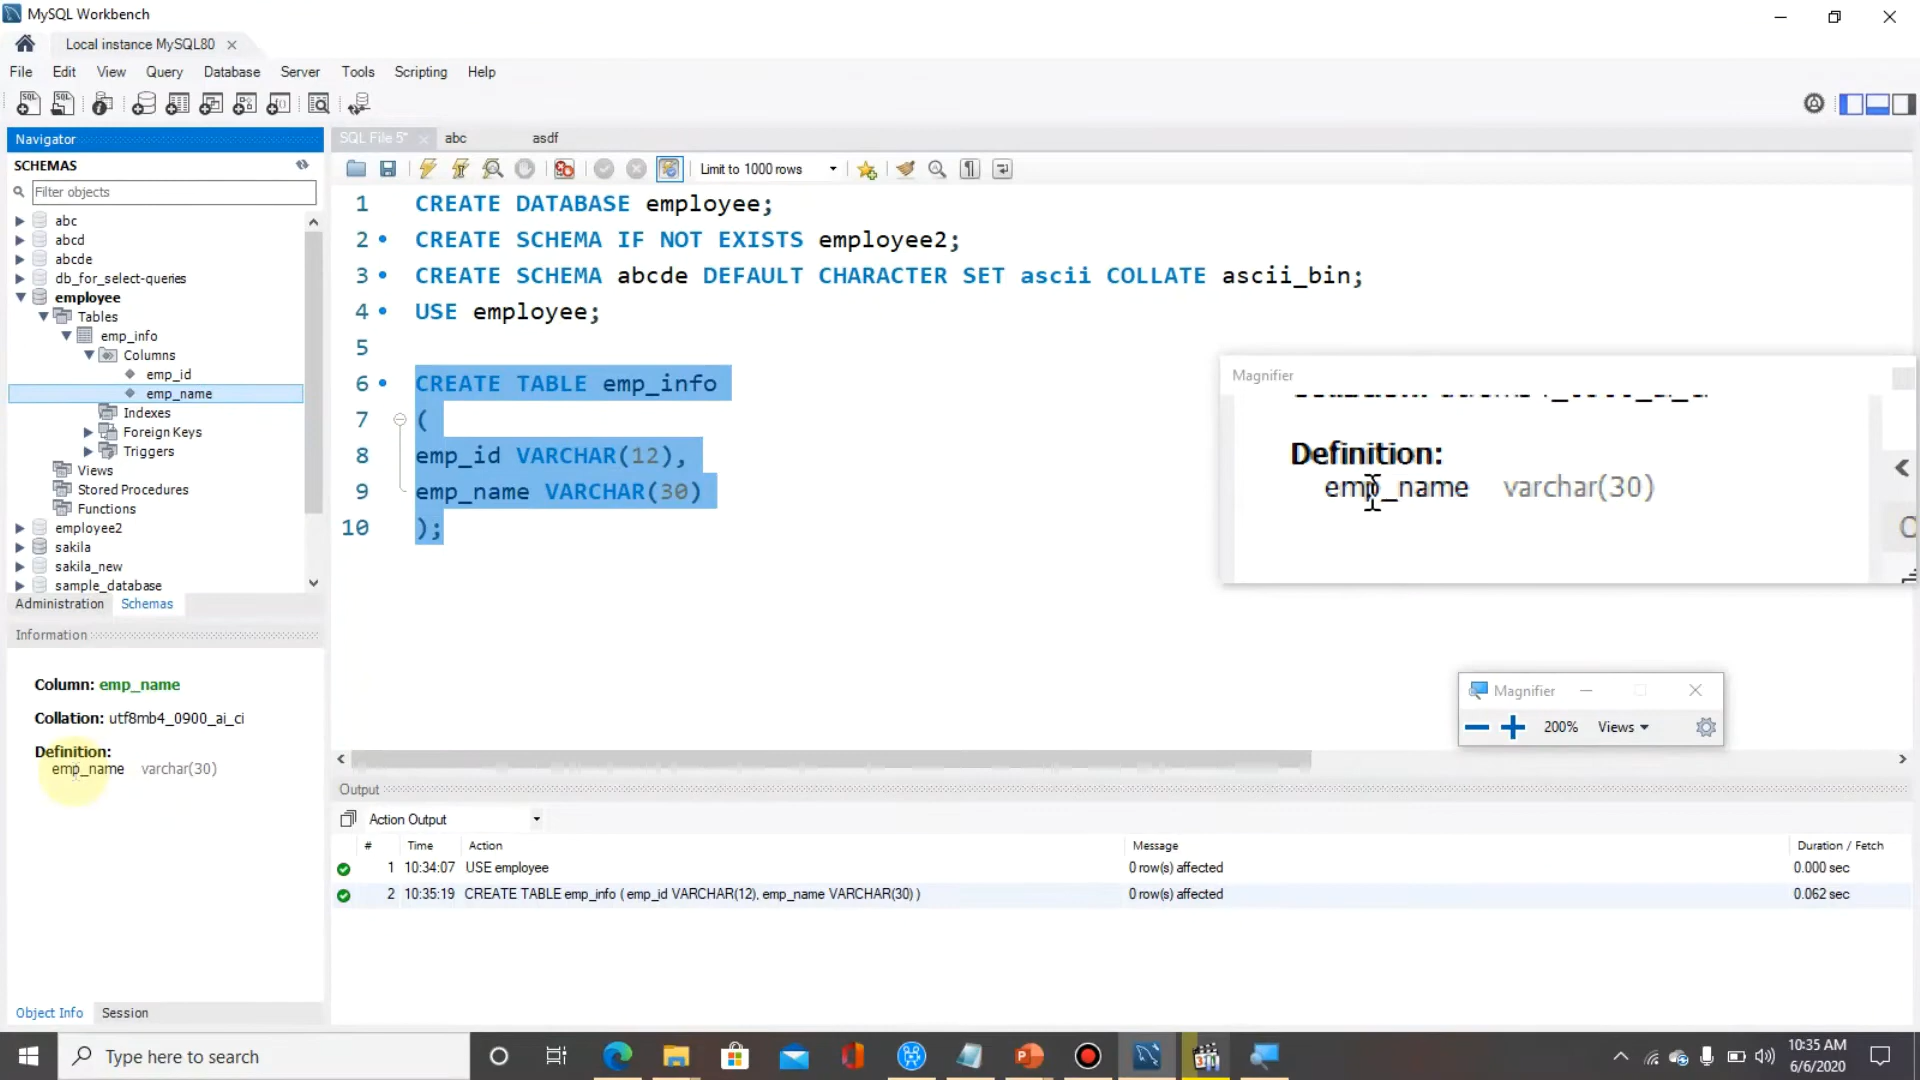 MySQL Workbench
Local instance MySQL80
File Edit View Query Database Server Tools Scripting Help
Navigator
SCHEMAS
Filter objects
abc
abcd
abcde
db_for_select-queries
employee
Tables
emp_info
Columns
emp_id
emp_name
Indexes
Foreign Keys
Triggers
Views
Stored Procedures
Functions
employee2
sakila
sakila_new
sample_database
Administration Schemas
Information
Column: emp_name
Collation: utf8mb4_0900_ai_ci
Definition:
emp_name varchar(30)
Object Info Session
SQL File 5* abc asdf
Limit to 1000 rows
1 CREATE DATABASE employee;
2 CREATE SCHEMA IF NOT EXISTS employee2;
3 CREATE SCHEMA abcde DEFAULT CHARACTER SET ascii COLLATE ascii_bin;
4 USE employee;
5
6 CREATE TABLE emp_info
7 (
8 emp_id VARCHAR(12),
9 emp_name VARCHAR(30)
10 );
Magnifier
Definition:
emp_name varchar(30)
Magnifier
200% Views
Output
Action Output
# Time Action Message Duration / Fetch
1 10:34:07 USE employee 0 row(s) affected 0.000 sec
2 10:35:19 CREATE TABLE emp_info ( emp_id VARCHAR(12), emp_name VARCHAR(30) ) 0 row(s) affected 0.062 sec
Type here to search
10:35 AM
6/6/2020